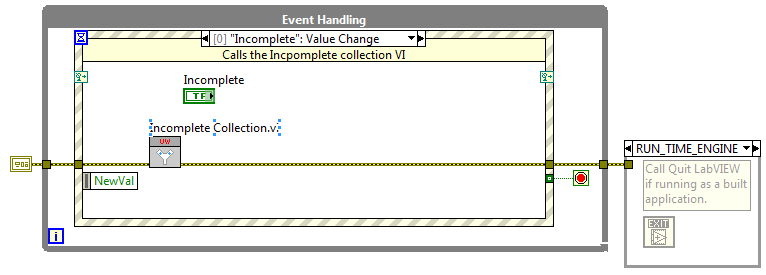 Event Handling
[0] "Incomplete": Value Change
Calls the Incpomplete collection VI
Incomplete
TF
Incomplete Collection.vi
VW
NewVal
i
RUN_TIME_ENGINE
Call Quit LabVIEW
if running as a built
application.
EXIT